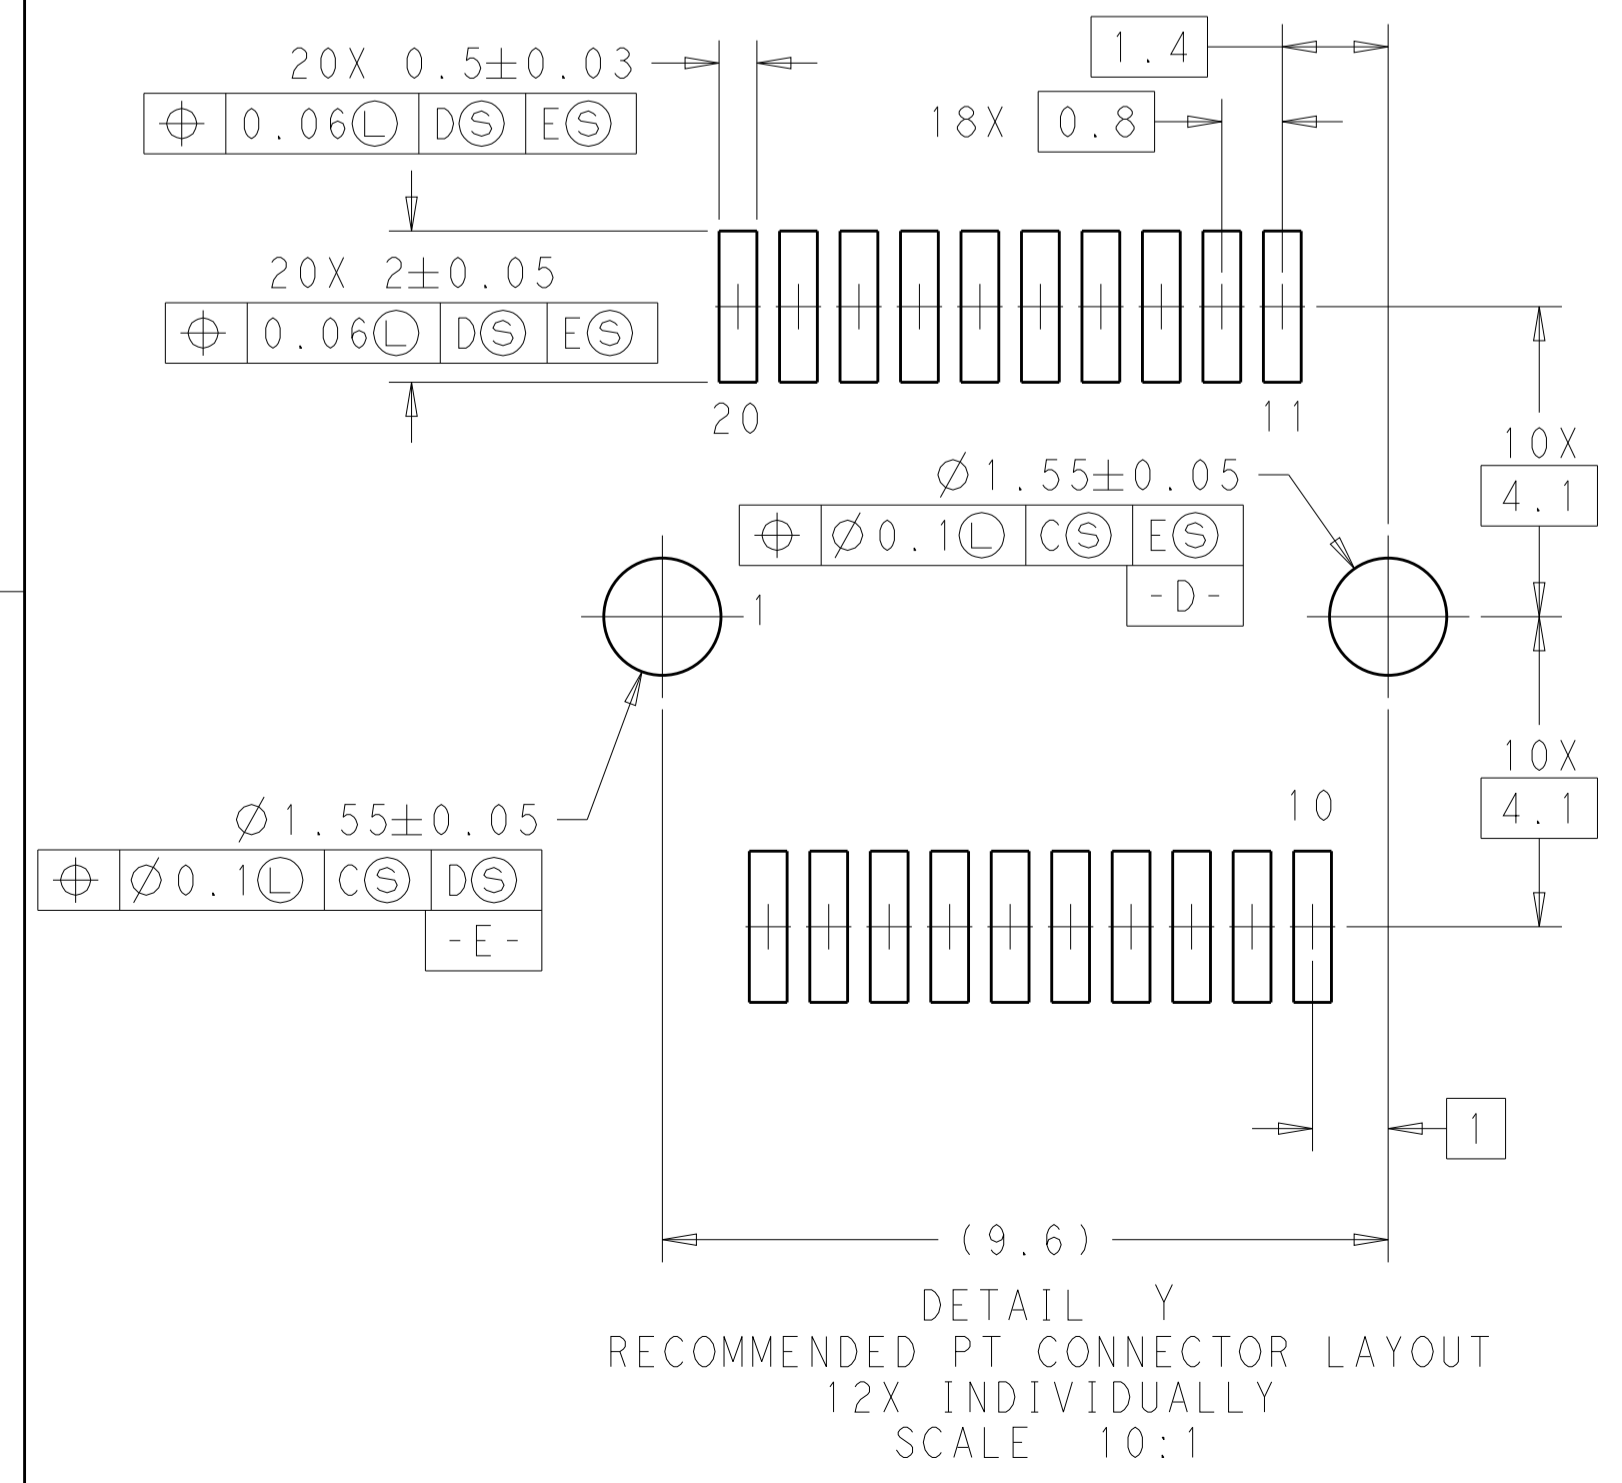 20X 0.5±0.03
⌖ 0.06Ⓛ DⓈ EⓈ
1.4
18X 0.8
20X 2±0.05
⌖ 0.06Ⓛ DⓈ EⓈ
20
11
10X
4.1
Ø1.55±0.05
⌖ Ø0.1Ⓛ CⓈ EⓈ
-D-
1
10X
4.1
10
Ø1.55±0.05
⌖ Ø0.1Ⓛ CⓈ DⓈ
-E-
1
(9.6)
DETAIL Y
RECOMMENDED PT CONNECTOR LAYOUT
12X INDIVIDUALLY
SCALE 10:1